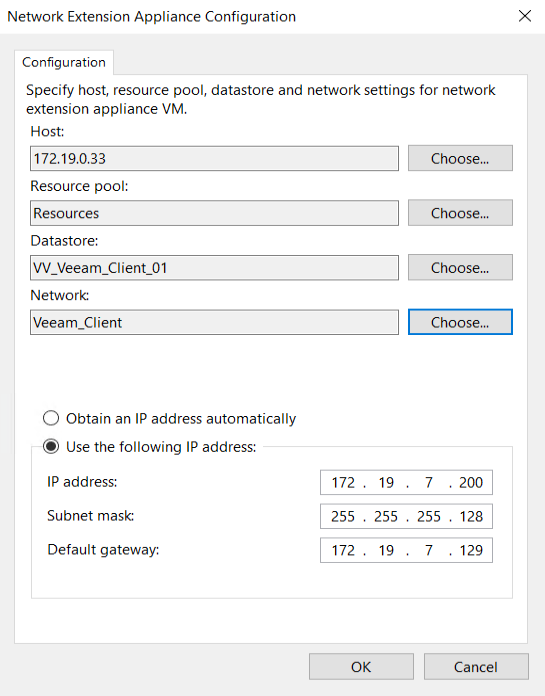 Network Extension Appliance Configuration
Configuration
Specify host, resource pool, datastore and network settings for network
extension appliance VM.
Host:
172.19.0.33
Choose...
Resource pool:
Resources
Choose...
Datastore:
VV_Veeam_Client_01
Choose...
Network:
Veeam_Client
Choose...
Obtain an IP address automatically
Use the following IP address:
IP address:
172 . 19 . 7 . 200
Subnet mask:
255 . 255 . 255 . 128
Default gateway:
172 . 19 . 7 . 129
OK
Cancel